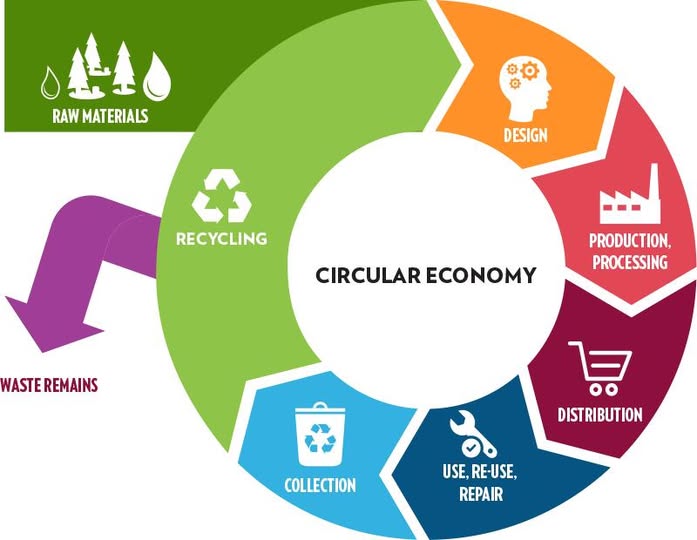 RAW MATERIALS
DESIGN
PRODUCTION,
PROCESSING
RECYCLING
CIRCULAR ECONOMY
WASTE REMAINS
DISTRIBUTION
COLLECTION
USE, RE-USE,
REPAIR